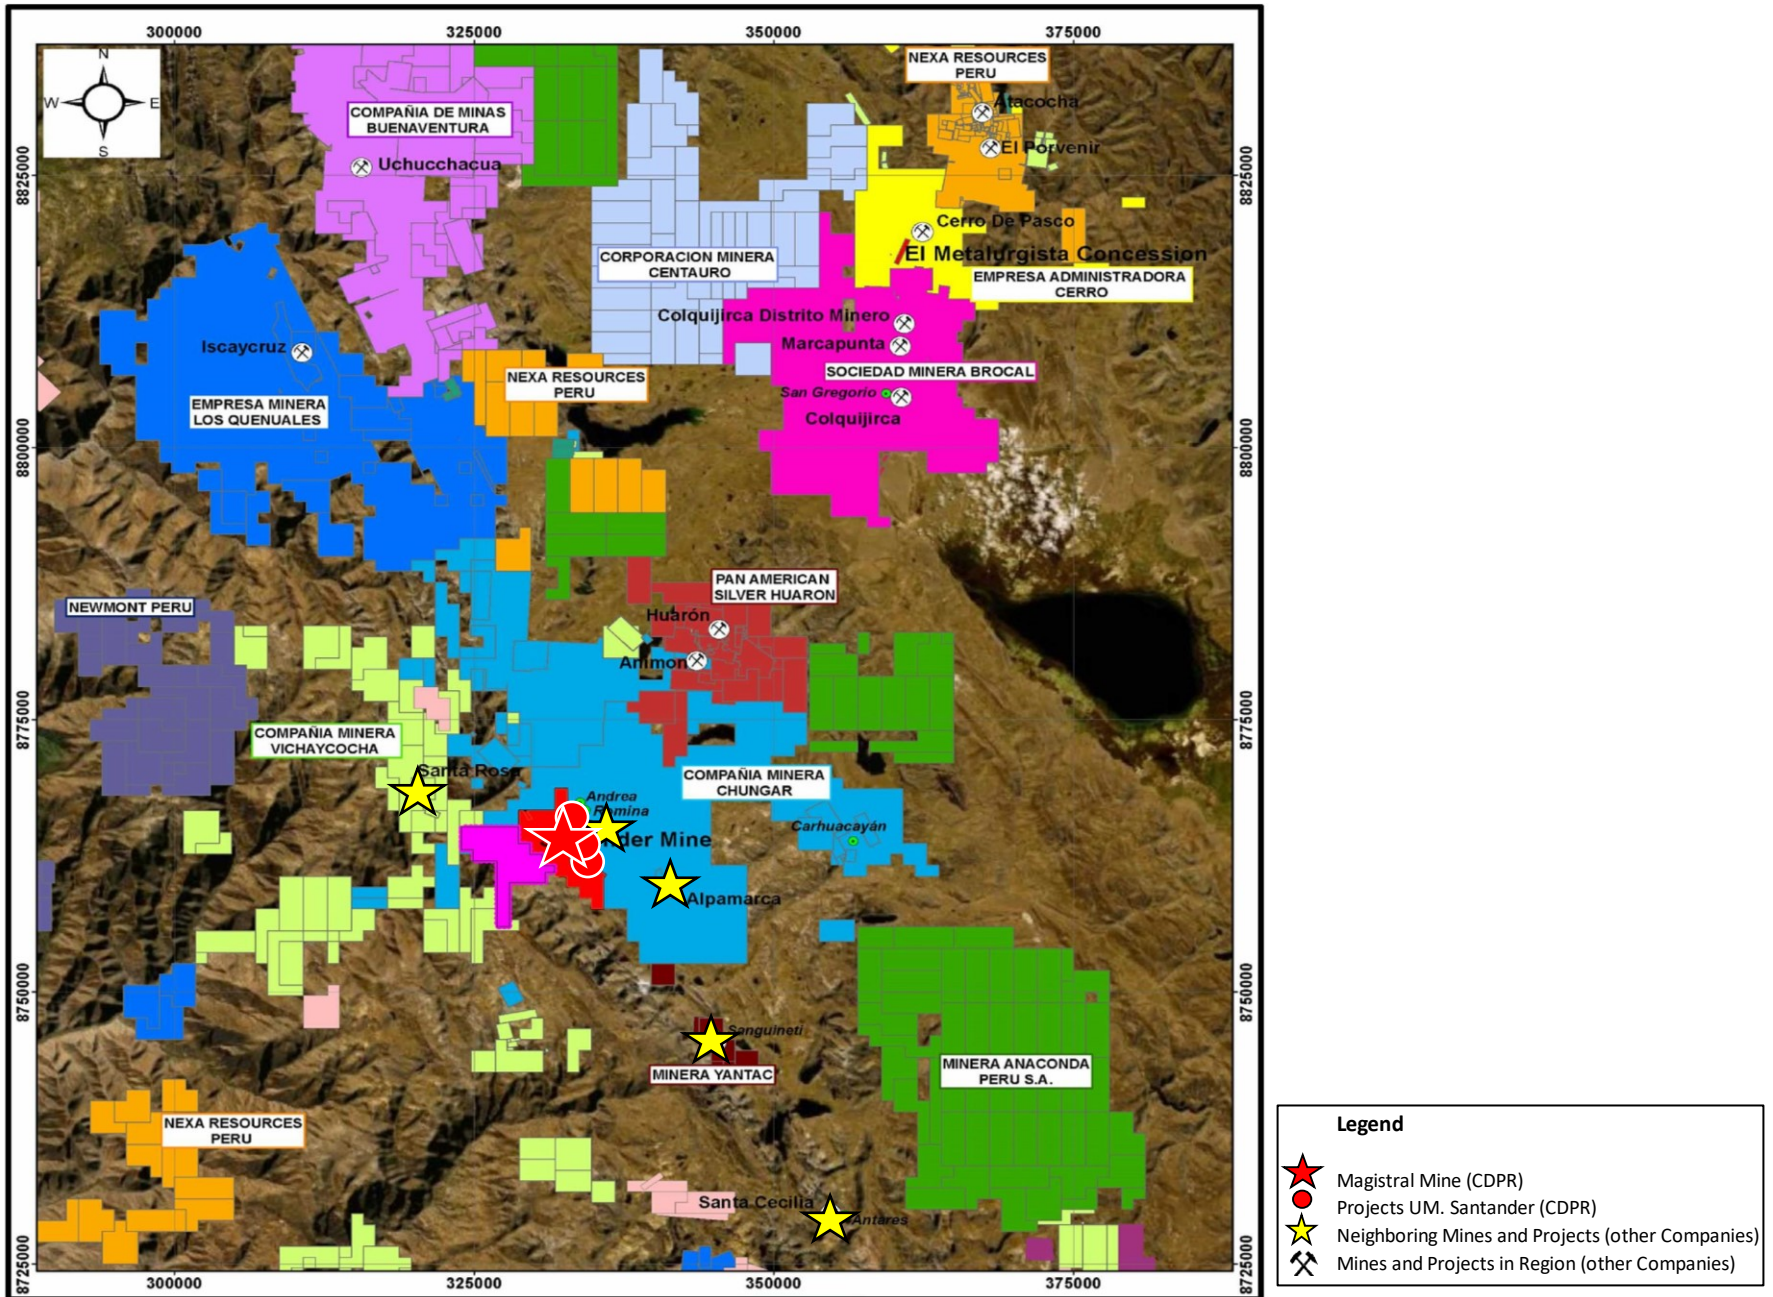 300000
325000
350000
375000
N
W
E
S
NEXA RESOURCES
PERU
Atacocha
COMPAÑIA DE MINAS
BUENAVENTURA
El Porvenir
Uchucchacua
8825000
8825000
Cerro De Pasco
El Metalurgista Concession
CORPORACION MINERA
CENTAURO
EMPRESA ADMINISTRADORA
CERRO
Colquijirca Distrito Minero
Marcapunta
Iscaycruz
SOCIEDAD MINERA BROCAL
NEXA RESOURCES
PERU
San Gregorio
EMPRESA MINERA
LOS QUENUALES
Colquijirca
8800000
8800000
PAN AMERICAN
SILVER HUARON
NEWMONT PERU
Huarón
Animon
8775000
8775000
COMPAÑIA MINERA
VICHAYCOCHA
Santa Rosa
COMPAÑIA MINERA
CHUNGAR
Andrea
Romina
Carhuacayán
der Mine
Alpamarca
8750000
8750000
Sanguineti
MINERA YANTAC
MINERA ANACONDA
PERU S.A.
NEXA RESOURCES
PERU
Santa Cecilia
Antares
8725000
8725000
300000
325000
350000
375000
Legend
Magistral Mine (CDPR)
Projects UM. Santander (CDPR)
Neighboring Mines and Projects (other Companies)
Mines and Projects in Region (other Companies)